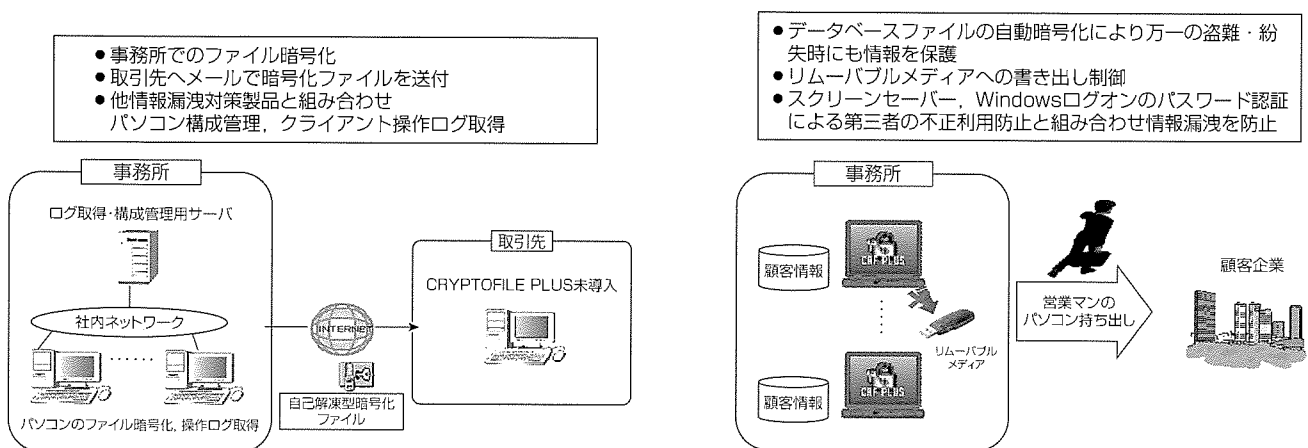 ● 事務所でのファイル暗号化
● 取引先へメールで暗号化ファイルを送付
● 他情報漏洩対策製品と組み合わせ
パソコン構成管理，クライアント操作ログ取得
事務所
ログ取得・構成管理用サーバ
社内ネットワーク
パソコンのファイル暗号化，操作ログ取得
INTERNET
自己解凍型暗号化
ファイル
取引先
CRYPTOFILE PLUS未導入
● データベースファイルの自動暗号化により万一の盗難・紛
失時にも情報を保護
● リムーバブルメディアへの書き出し制御
● スクリーンセーバー，Windowsログオンのパスワード認証
による第三者の不正利用防止と組み合わせ情報漏洩を防止
事務所
顧客情報
CRF.PLUS
リムーバブル
メディア
顧客情報
CRF.PLUS
営業マンの
パソコン持ち出し
顧客企業